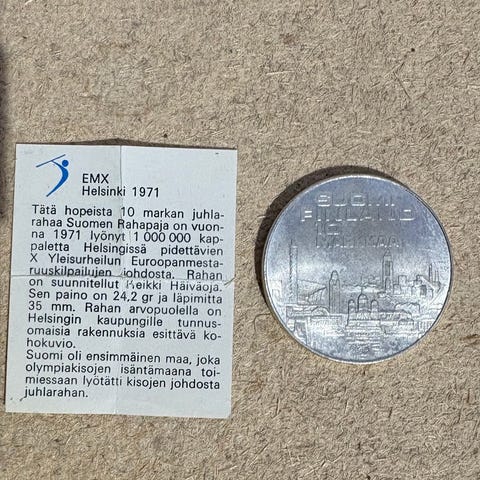 EMX
Helsinki 1971
Tätä hopeista 10 markan juhla-
rahaa Suomen Rahapaja on vuon-
na 1971 lyönyt 1 000 000 kap-
paletta Helsingissä pidettävien
X Yleisurheilun Euroopanmesta-
ruuskilpailujen johdosta. Rahan
on suunnitellut Heikki Häiväoja.
Sen paino on 24,2 gr ja läpimitta
35 mm. Rahan arvopuolella on
Helsingin kaupungille tunnus-
omaisia rakennuksia esittävä ko-
hokuvio.
Suomi oli ensimmäinen maa, joka
olympiakisojen isäntämaana toi-
miessaan lyötätti kisojen johdosta
juhlarahan.
SUOMI
FINLAND
10
MARKKAA